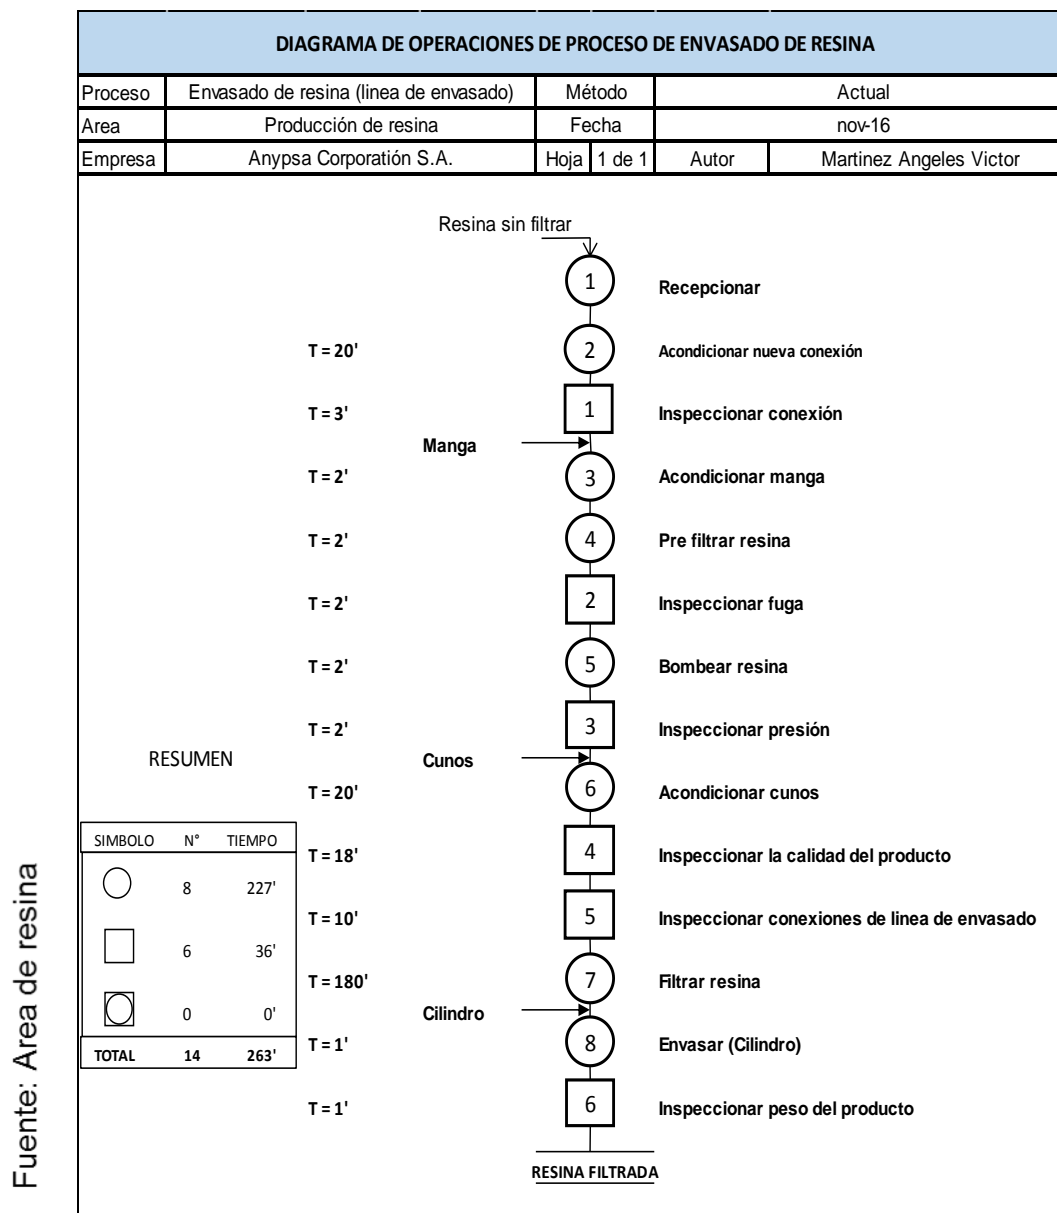 DIAGRAMA DE OPERACIONES DE PROCESO DE ENVASADO DE RESINA
Proceso Envasado de resina (linea de envasado) Método Actual
Area Producción de resina Fecha nov-16
Empresa Anypsa Corporatión S.A. Hoja 1 de 1 Autor Martinez Angeles Victor
Resina sin filtrar
1 Recepcionar
T = 20' 2 Acondicionar nueva conexión
T = 3' 1 Inspeccionar conexión
Manga
T = 2' 3 Acondicionar manga
T = 2' 4 Pre filtrar resina
T = 2' 2 Inspeccionar fuga
T = 2' 5 Bombear resina
T = 2' 3 Inspeccionar presión
Cunos
T = 20' 6 Acondicionar cunos
T = 18' 4 Inspeccionar la calidad del producto
T = 10' 5 Inspeccionar conexiones de linea de envasado
T = 180' 7 Filtrar resina
Cilindro
T = 1' 8 Envasar (Cilindro)
T = 1' 6 Inspeccionar peso del producto
RESINA FILTRADA
RESUMEN
SIMBOLO N° TIEMPO
8 227'
6 36'
0 0'
TOTAL 14 263'
Fuente: Area de resina